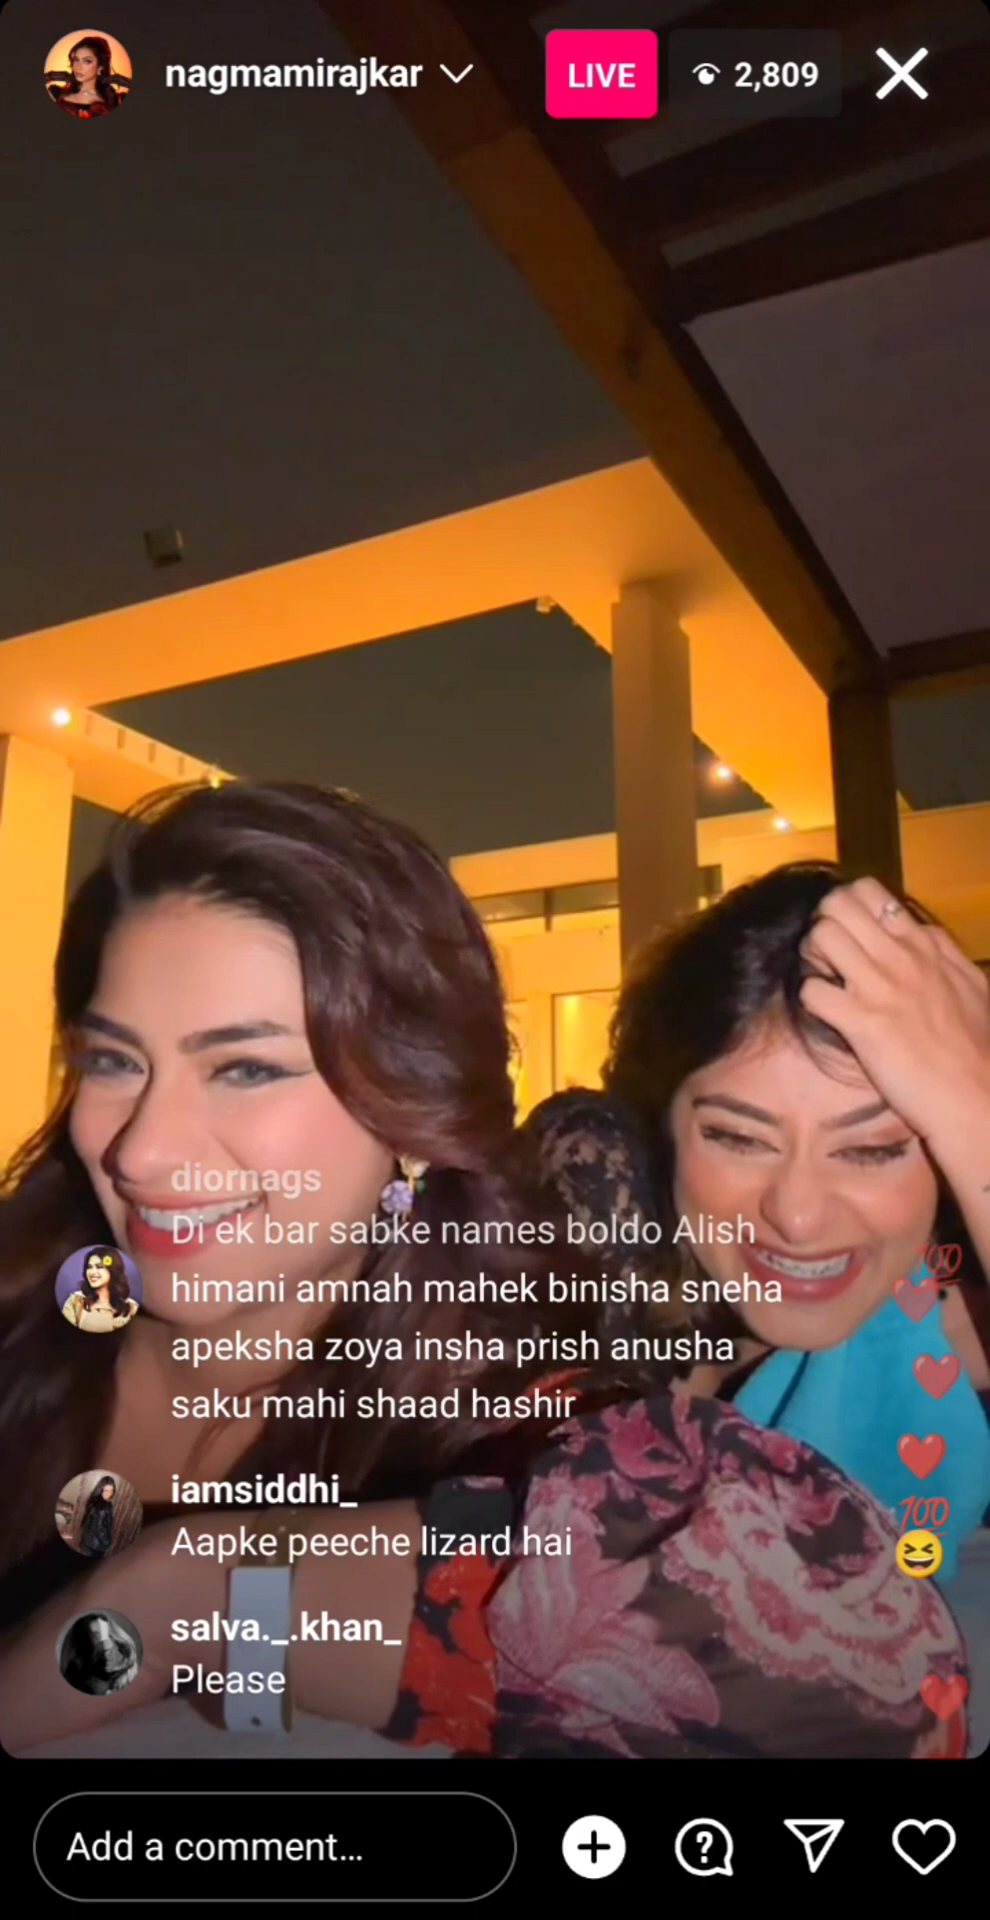 nagmamirajkar
LIVE
2,809
diornags
Di ek bar sabke names boldo Alish
himani amnah mahek binisha sneha
apeksha zoya insha prish anusha
saku mahi shaad hashir
iamsiddhi_
Aapke peeche lizard hai
salva._.khan_
Please
Add a comment...